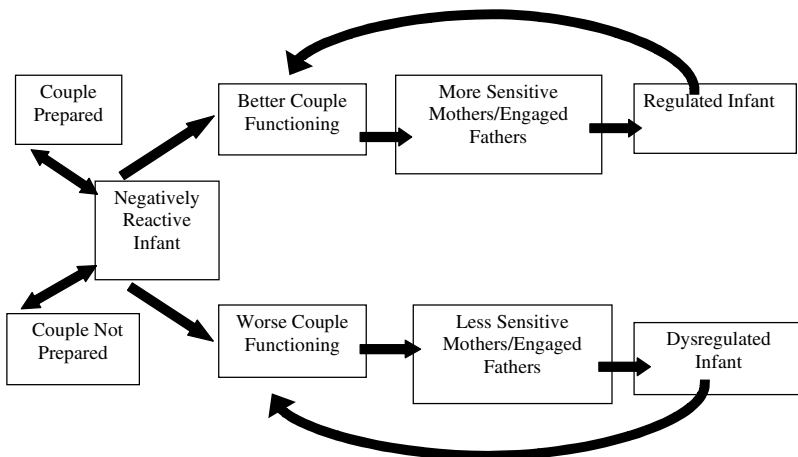 Couple
Prepared
Better Couple
Functioning
More Sensitive
Mothers/Engaged
Fathers
Regulated Infant
Negatively
Reactive
Infant
Couple Not
Prepared
Worse Couple
Functioning
Less Sensitive
Mothers/Engaged
Fathers
Dysregulated
Infant